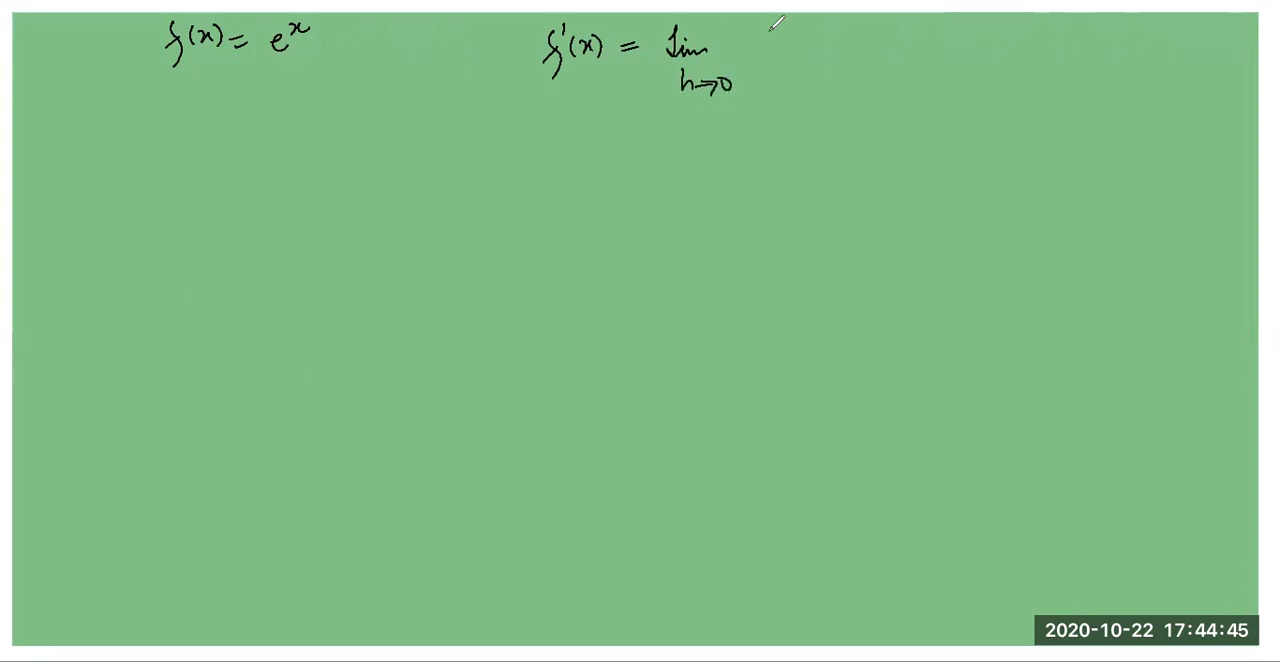 f(x) = e^x f'(x) = Lim
h→0
2020-10-22 17:44:45